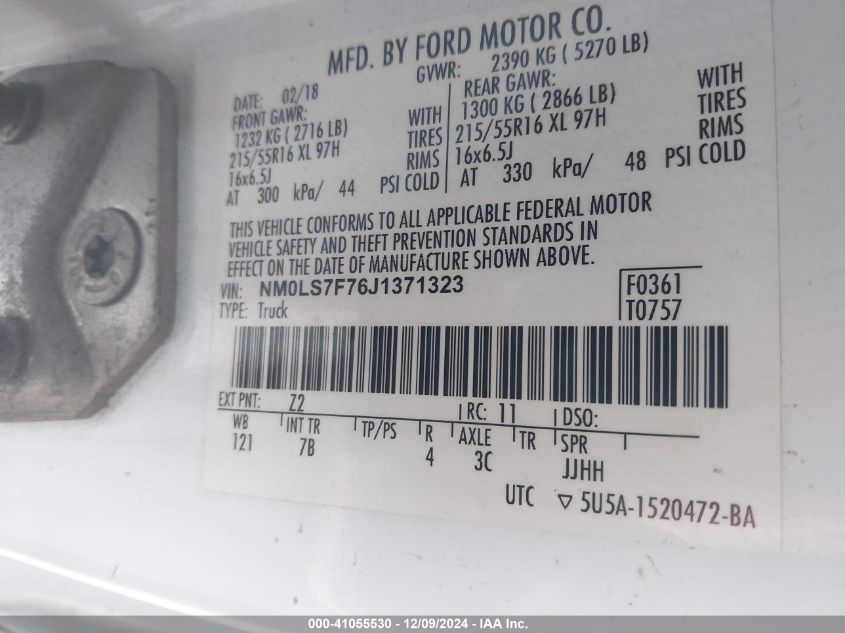 MFD. BY FORD MOTOR CO.
DATE: 02/18 GVWR: 2390 KG ( 5270 LB)
FRONT GAWR: REAR GAWR:
1232 KG ( 2716 LB) WITH 1300 KG ( 2866 LB) WITH
215/55R16 XL 97H TIRES 215/55R16 XL 97H TIRES
16x6.5J RIMS 16x6.5J RIMS
AT 300 kPa/ 44 PSI COLD AT 330 kPa/ 48 PSI COLD
THIS VEHICLE CONFORMS TO ALL APPLICABLE FEDERAL MOTOR
VEHICLE SAFETY AND THEFT PREVENTION STANDARDS IN
EFFECT ON THE DATE OF MANUFACTURE SHOWN ABOVE.
VIN: NM0LS7F76J1371323 F0361
TYPE: Truck T0757
EXT PNT: Z2 RC: 11 DSO:
WB INT TR TP/PS R AXLE TR SPR
121 7B 4 3C JJHH
UTC ▽ 5U5A-1520472-BA
000-41055530 - 12/09/2024 - IAA Inc.